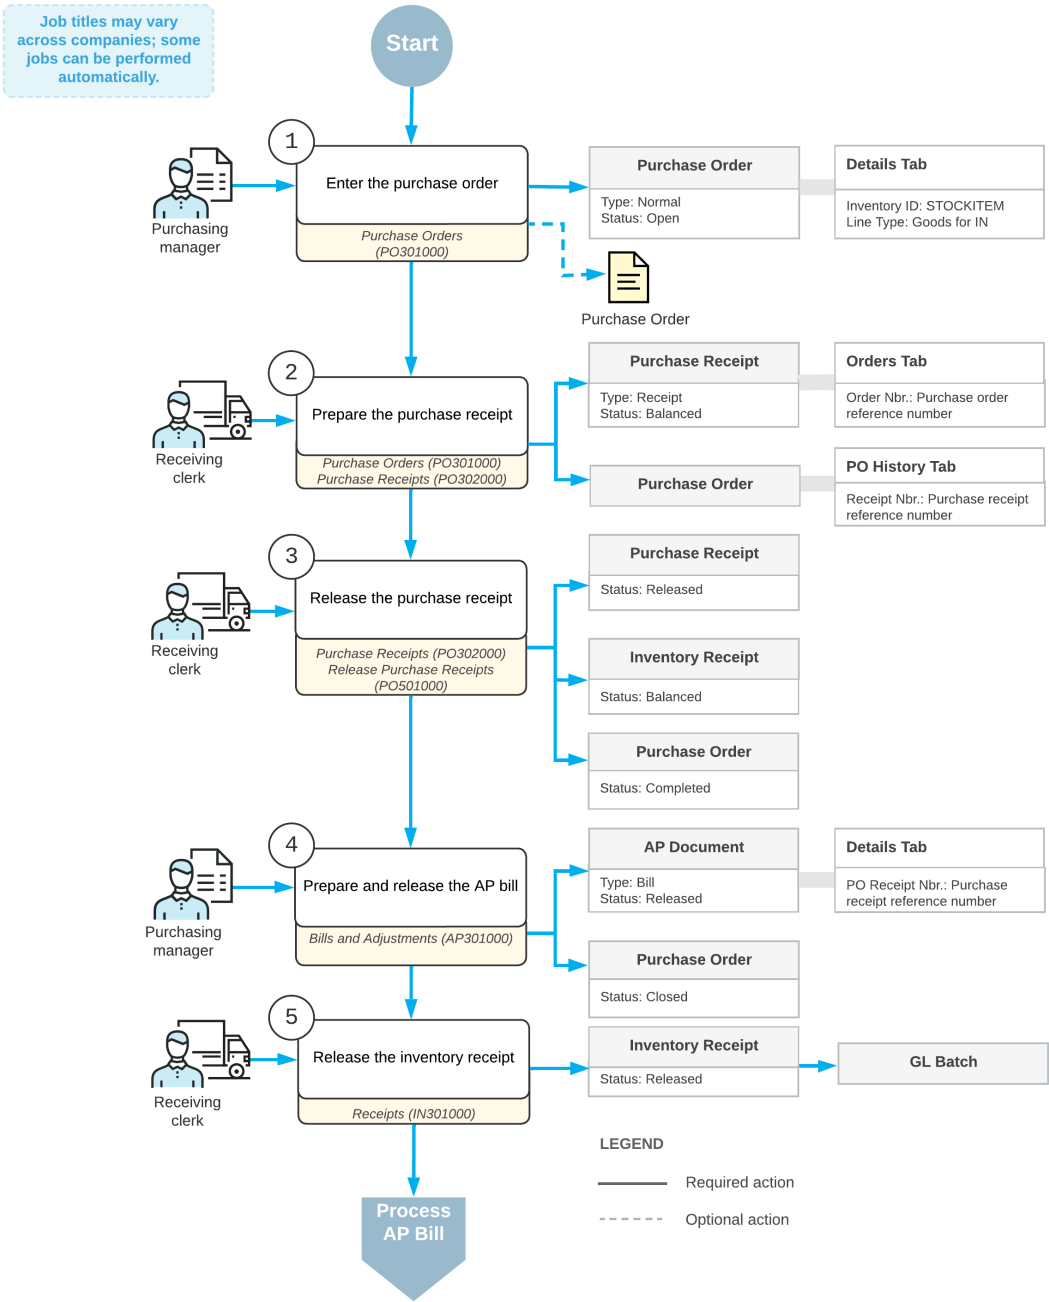 Job titles may vary
across companies; some
jobs can be performed
automatically.
Start
1
Enter the purchase order
Purchase Orders
(PO301000)
Purchasing
manager
Purchase Order
Type: Normal
Status: Open
Details Tab
Inventory ID: STOCKITEM
Line Type: Goods for IN
Purchase Order
2
Prepare the purchase receipt
Purchase Orders (PO301000)
Purchase Receipts (PO302000)
Receiving
clerk
Purchase Receipt
Type: Receipt
Status: Balanced
Orders Tab
Order Nbr.: Purchase order
reference number
Purchase Order
PO History Tab
Receipt Nbr.: Purchase receipt
reference number
3
Release the purchase receipt
Purchase Receipts (PO302000)
Release Purchase Receipts
(PO501000)
Receiving
clerk
Purchase Receipt
Status: Released
Inventory Receipt
Status: Balanced
Purchase Order
Status: Completed
4
Prepare and release the AP bill
Bills and Adjustments (AP301000)
Purchasing
manager
AP Document
Type: Bill
Status: Released
Details Tab
PO Receipt Nbr.: Purchase
receipt reference number
Purchase Order
Status: Closed
5
Release the inventory receipt
Receipts (IN301000)
Receiving
clerk
Inventory Receipt
Status: Released
GL Batch
LEGEND
Required action
Optional action
Process
AP Bill